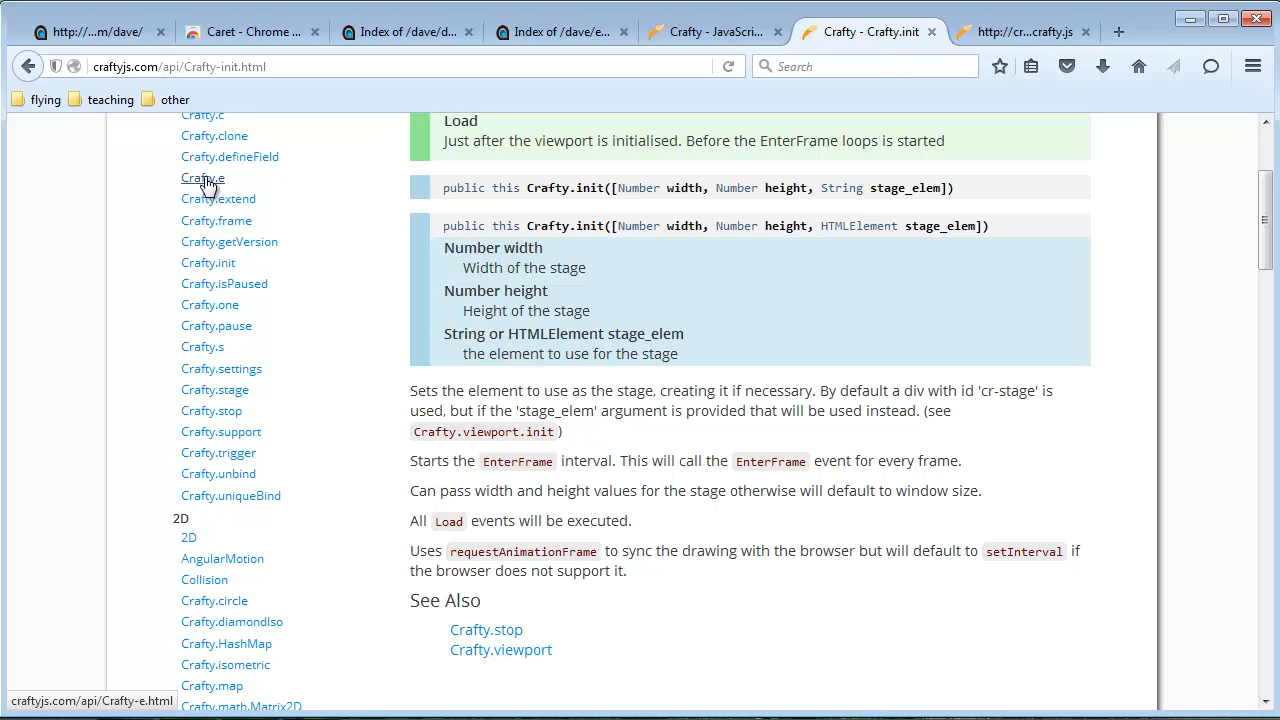 http://...m/dave/
Caret - Chrome ...
Index of /dave/d...
Index of /dave/e...
Crafty - JavaScri...
Crafty - Crafty.init
http://cr...crafty.js
craftyjs.com/api/Crafty-init.html
Search
flying
teaching
other
Crafty.c
Crafty.clone
Crafty.defineField
Crafty.e
Crafty.extend
Crafty.frame
Crafty.getVersion
Crafty.init
Crafty.isPaused
Crafty.one
Crafty.pause
Crafty.s
Crafty.settings
Crafty.stage
Crafty.stop
Crafty.support
Crafty.trigger
Crafty.unbind
Crafty.uniqueBind
2D
2D
AngularMotion
Collision
Crafty.circle
Crafty.diamondIso
Crafty.HashMap
Crafty.isometric
Crafty.map
Crafty.math.Matrix2D
Load
Just after the viewport is initialised. Before the EnterFrame loops is started
public this Crafty.init([Number width, Number height, String stage_elem])
public this Crafty.init([Number width, Number height, HTMLElement stage_elem])
Number width
Width of the stage
Number height
Height of the stage
String or HTMLElement stage_elem
the element to use for the stage
Sets the element to use as the stage, creating it if necessary. By default a div with id 'cr-stage' is
used, but if the 'stage_elem' argument is provided that will be used instead. (see
Crafty.viewport.init)
Starts the EnterFrame interval. This will call the EnterFrame event for every frame.
Can pass width and height values for the stage otherwise will default to window size.
All Load events will be executed.
Uses requestAnimationFrame to sync the drawing with the browser but will default to setInterval if
the browser does not support it.
See Also
Crafty.stop
Crafty.viewport
craftyjs.com/api/Crafty-e.html